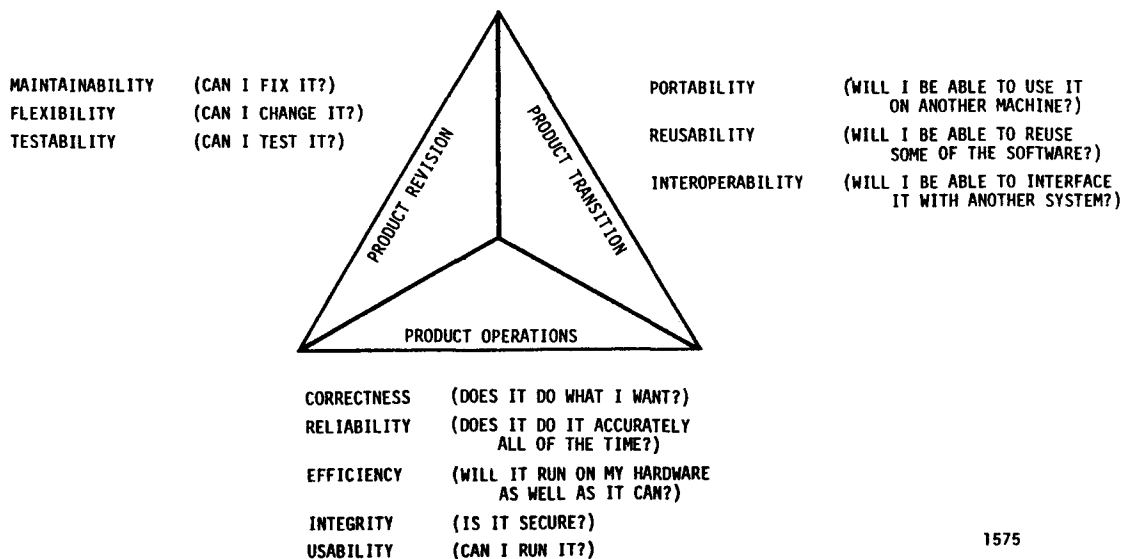 MAINTAINABILITY (CAN I FIX IT?)
FLEXIBILITY (CAN I CHANGE IT?)
TESTABILITY (CAN I TEST IT?)
PRODUCT REVISION
PRODUCT TRANSITION
PORTABILITY (WILL I BE ABLE TO USE IT
ON ANOTHER MACHINE?)
REUSABILITY (WILL I BE ABLE TO REUSE
SOME OF THE SOFTWARE?)
INTEROPERABILITY (WILL I BE ABLE TO INTERFACE
IT WITH ANOTHER SYSTEM?)
PRODUCT OPERATIONS
CORRECTNESS (DOES IT DO WHAT I WANT?)
RELIABILITY (DOES IT DO IT ACCURATELY
ALL OF THE TIME?)
EFFICIENCY (WILL IT RUN ON MY HARDWARE
AS WELL AS IT CAN?)
INTEGRITY (IS IT SECURE?)
USABILITY (CAN I RUN IT?)
1575